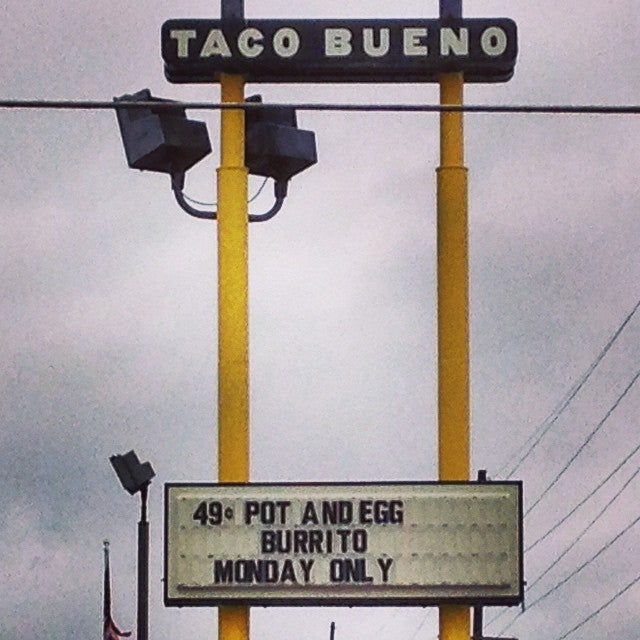 TACO BUENO
49¢ POT AND EGG
BURRITO
MONDAY ONLY